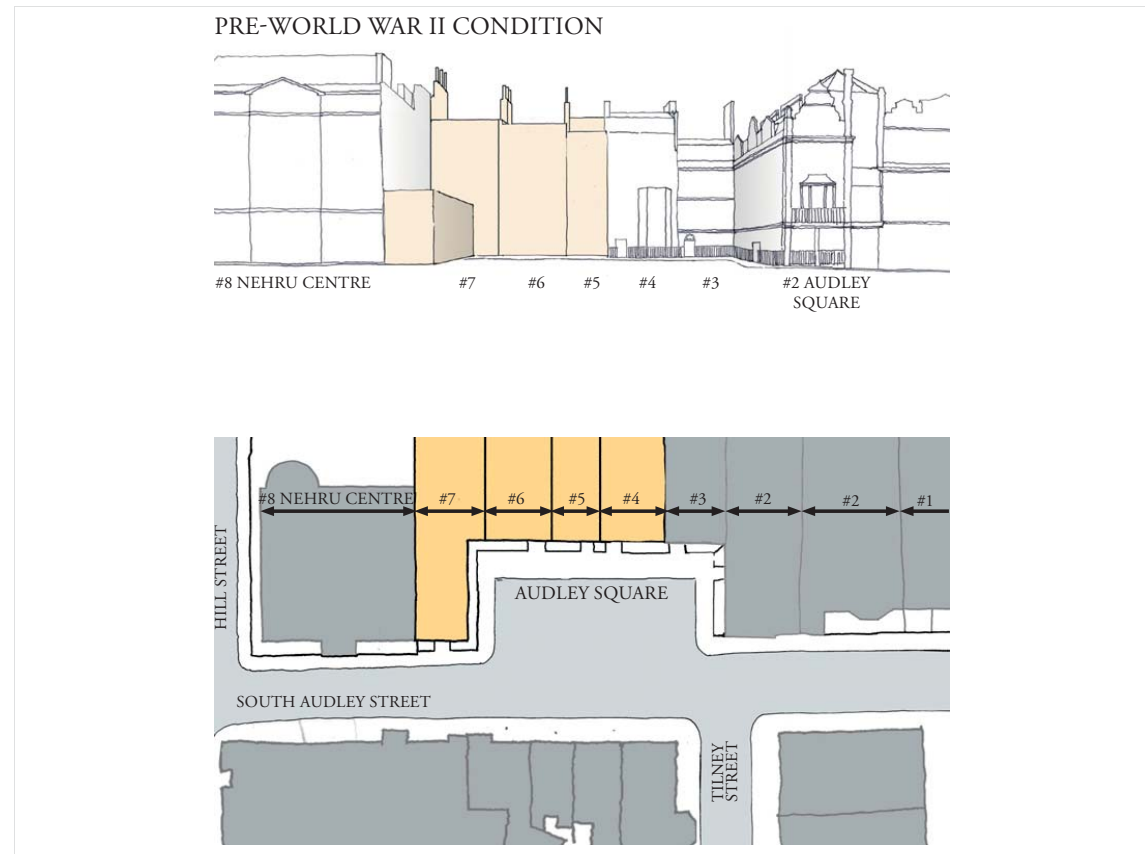 PRE-WORLD WAR II CONDITION
#8 NEHRU CENTRE
#7
#6
#5
#4
#3
#2 AUDLEY
SQUARE
#8 NEHRU CENTRE
#7
#6
#5
#4
#3
#2
#2
#1
HILL STREET
AUDLEY SQUARE
SOUTH AUDLEY STREET
TILNEY
STREET